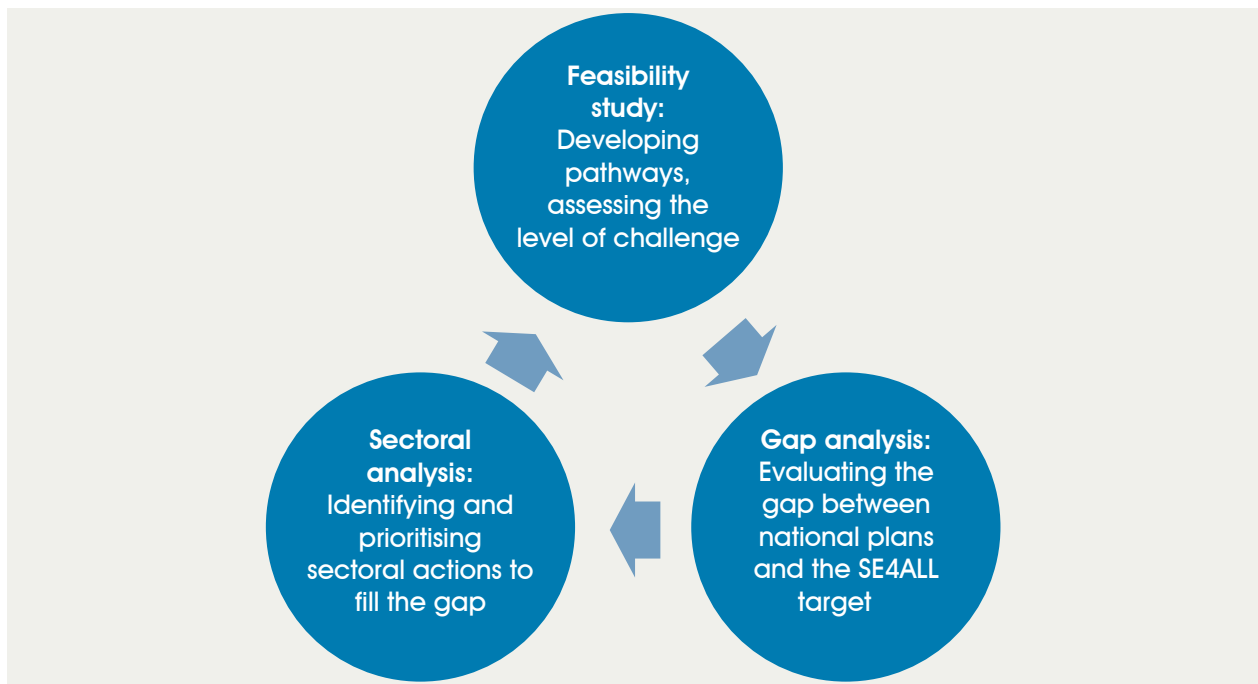 Feasibility
study:
Developing
pathways,
assessing the
level of challenge
Sectoral
analysis:
Identifying and
prioritising
sectoral actions to
fill the gap
Gap analysis:
Evaluating the
gap between
national plans
and the SE4ALL
target